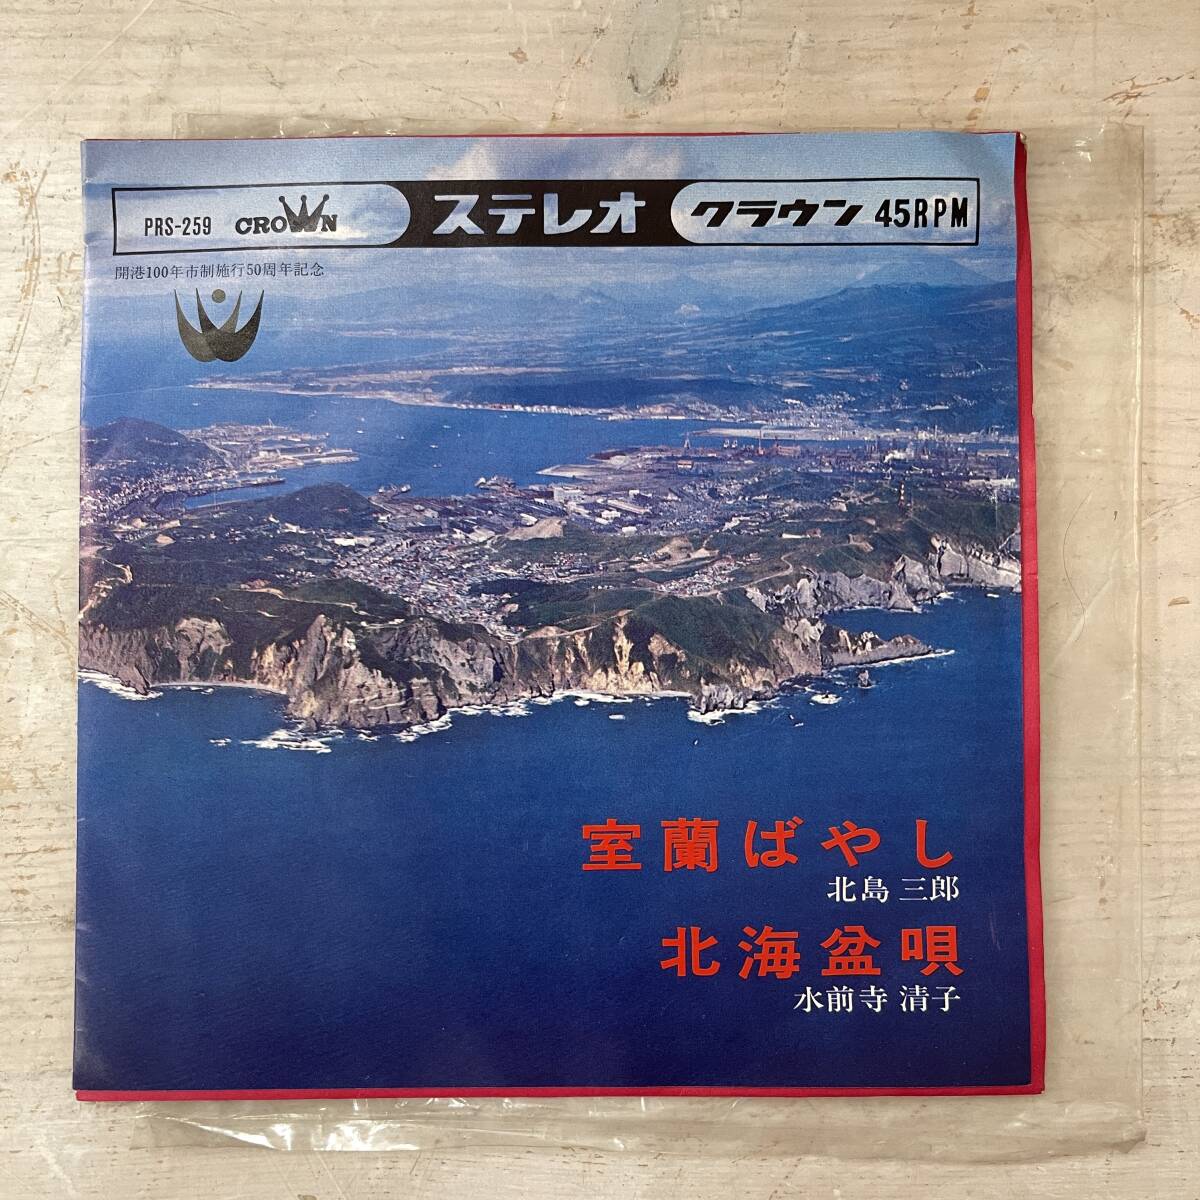 PRS-259 CROWN ステレオ クラウン 45RPM
開港100年市制施行50周年記念
室蘭ばやし
北島 三郎
北海盆唄
水前寺 清子